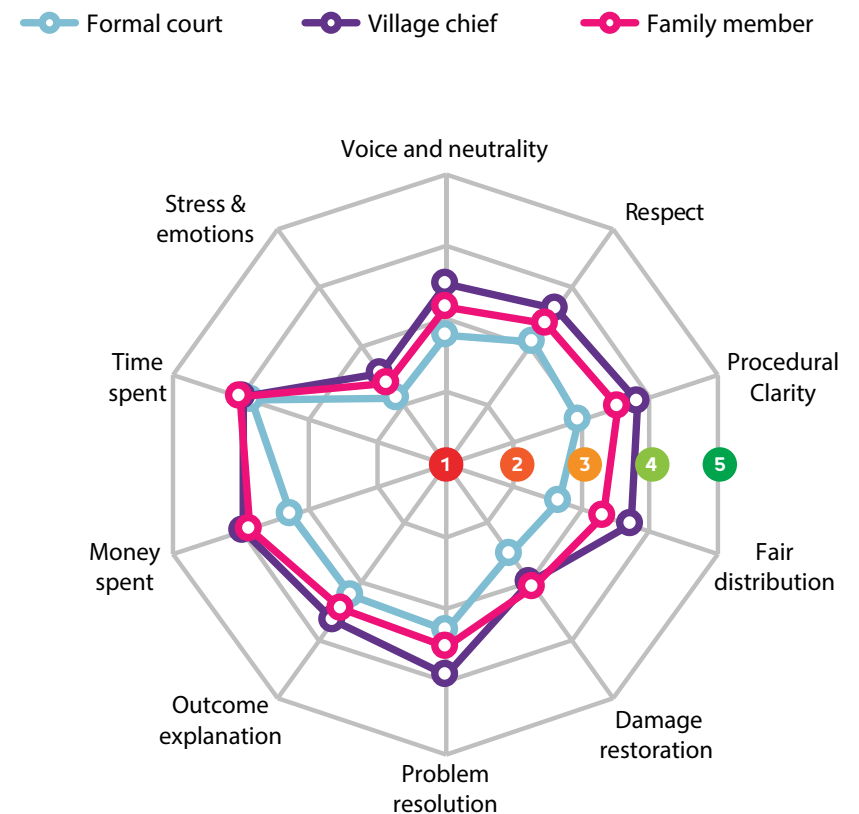 Formal court
Village chief
Family member
Voice and neutrality
Stress &
emotions
Respect
Time
spent
Procedural
Clarity
1
2
3
4
5
Money
spent
Fair
distribution
Outcome
explanation
Damage
restoration
Problem
resolution